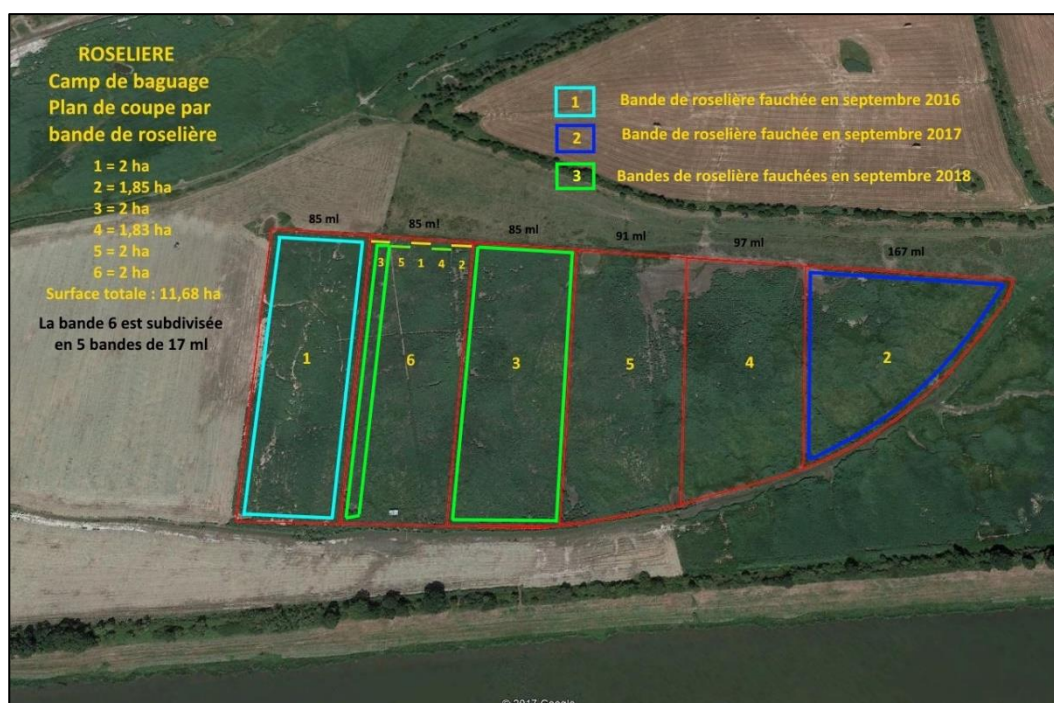 ROSELIERE
Camp de baguage
Plan de coupe par
bande de roselière
1 = 2 ha
2 = 1,85 ha
3 = 2 ha
4 = 1,83 ha
5 = 2 ha
6 = 2 ha
Surface totale : 11,68 ha
La bande 6 est subdivisée
en 5 bandes de 17 ml
1 Bande de roselière fauchée en septembre 2016
2 Bande de roselière fauchée en septembre 2017
3 Bandes de roselière fauchées en septembre 2018
85 ml 85 ml 85 ml 91 ml 97 ml 167 ml
3 5 1 4 2
1 6 3 5 4 2
© 2017 Google